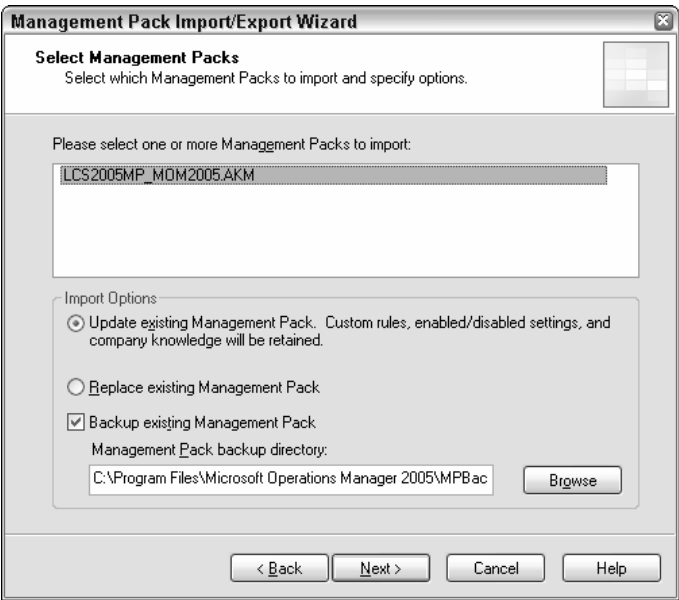 Management Pack Import/Export Wizard
Select Management Packs
Select which Management Packs to import and specify options.
Please select one or more Management Packs to import:
LCS2005MP_MOM2005.AKM
Import Options
Update existing Management Pack. Custom rules, enabled/disabled settings, and
company knowledge will be retained.
Replace existing Management Pack
Backup existing Management Pack
Management Pack backup directory:
C:\Program Files\Microsoft Operations Manager 2005\MPBac
Browse
< Back
Next >
Cancel
Help